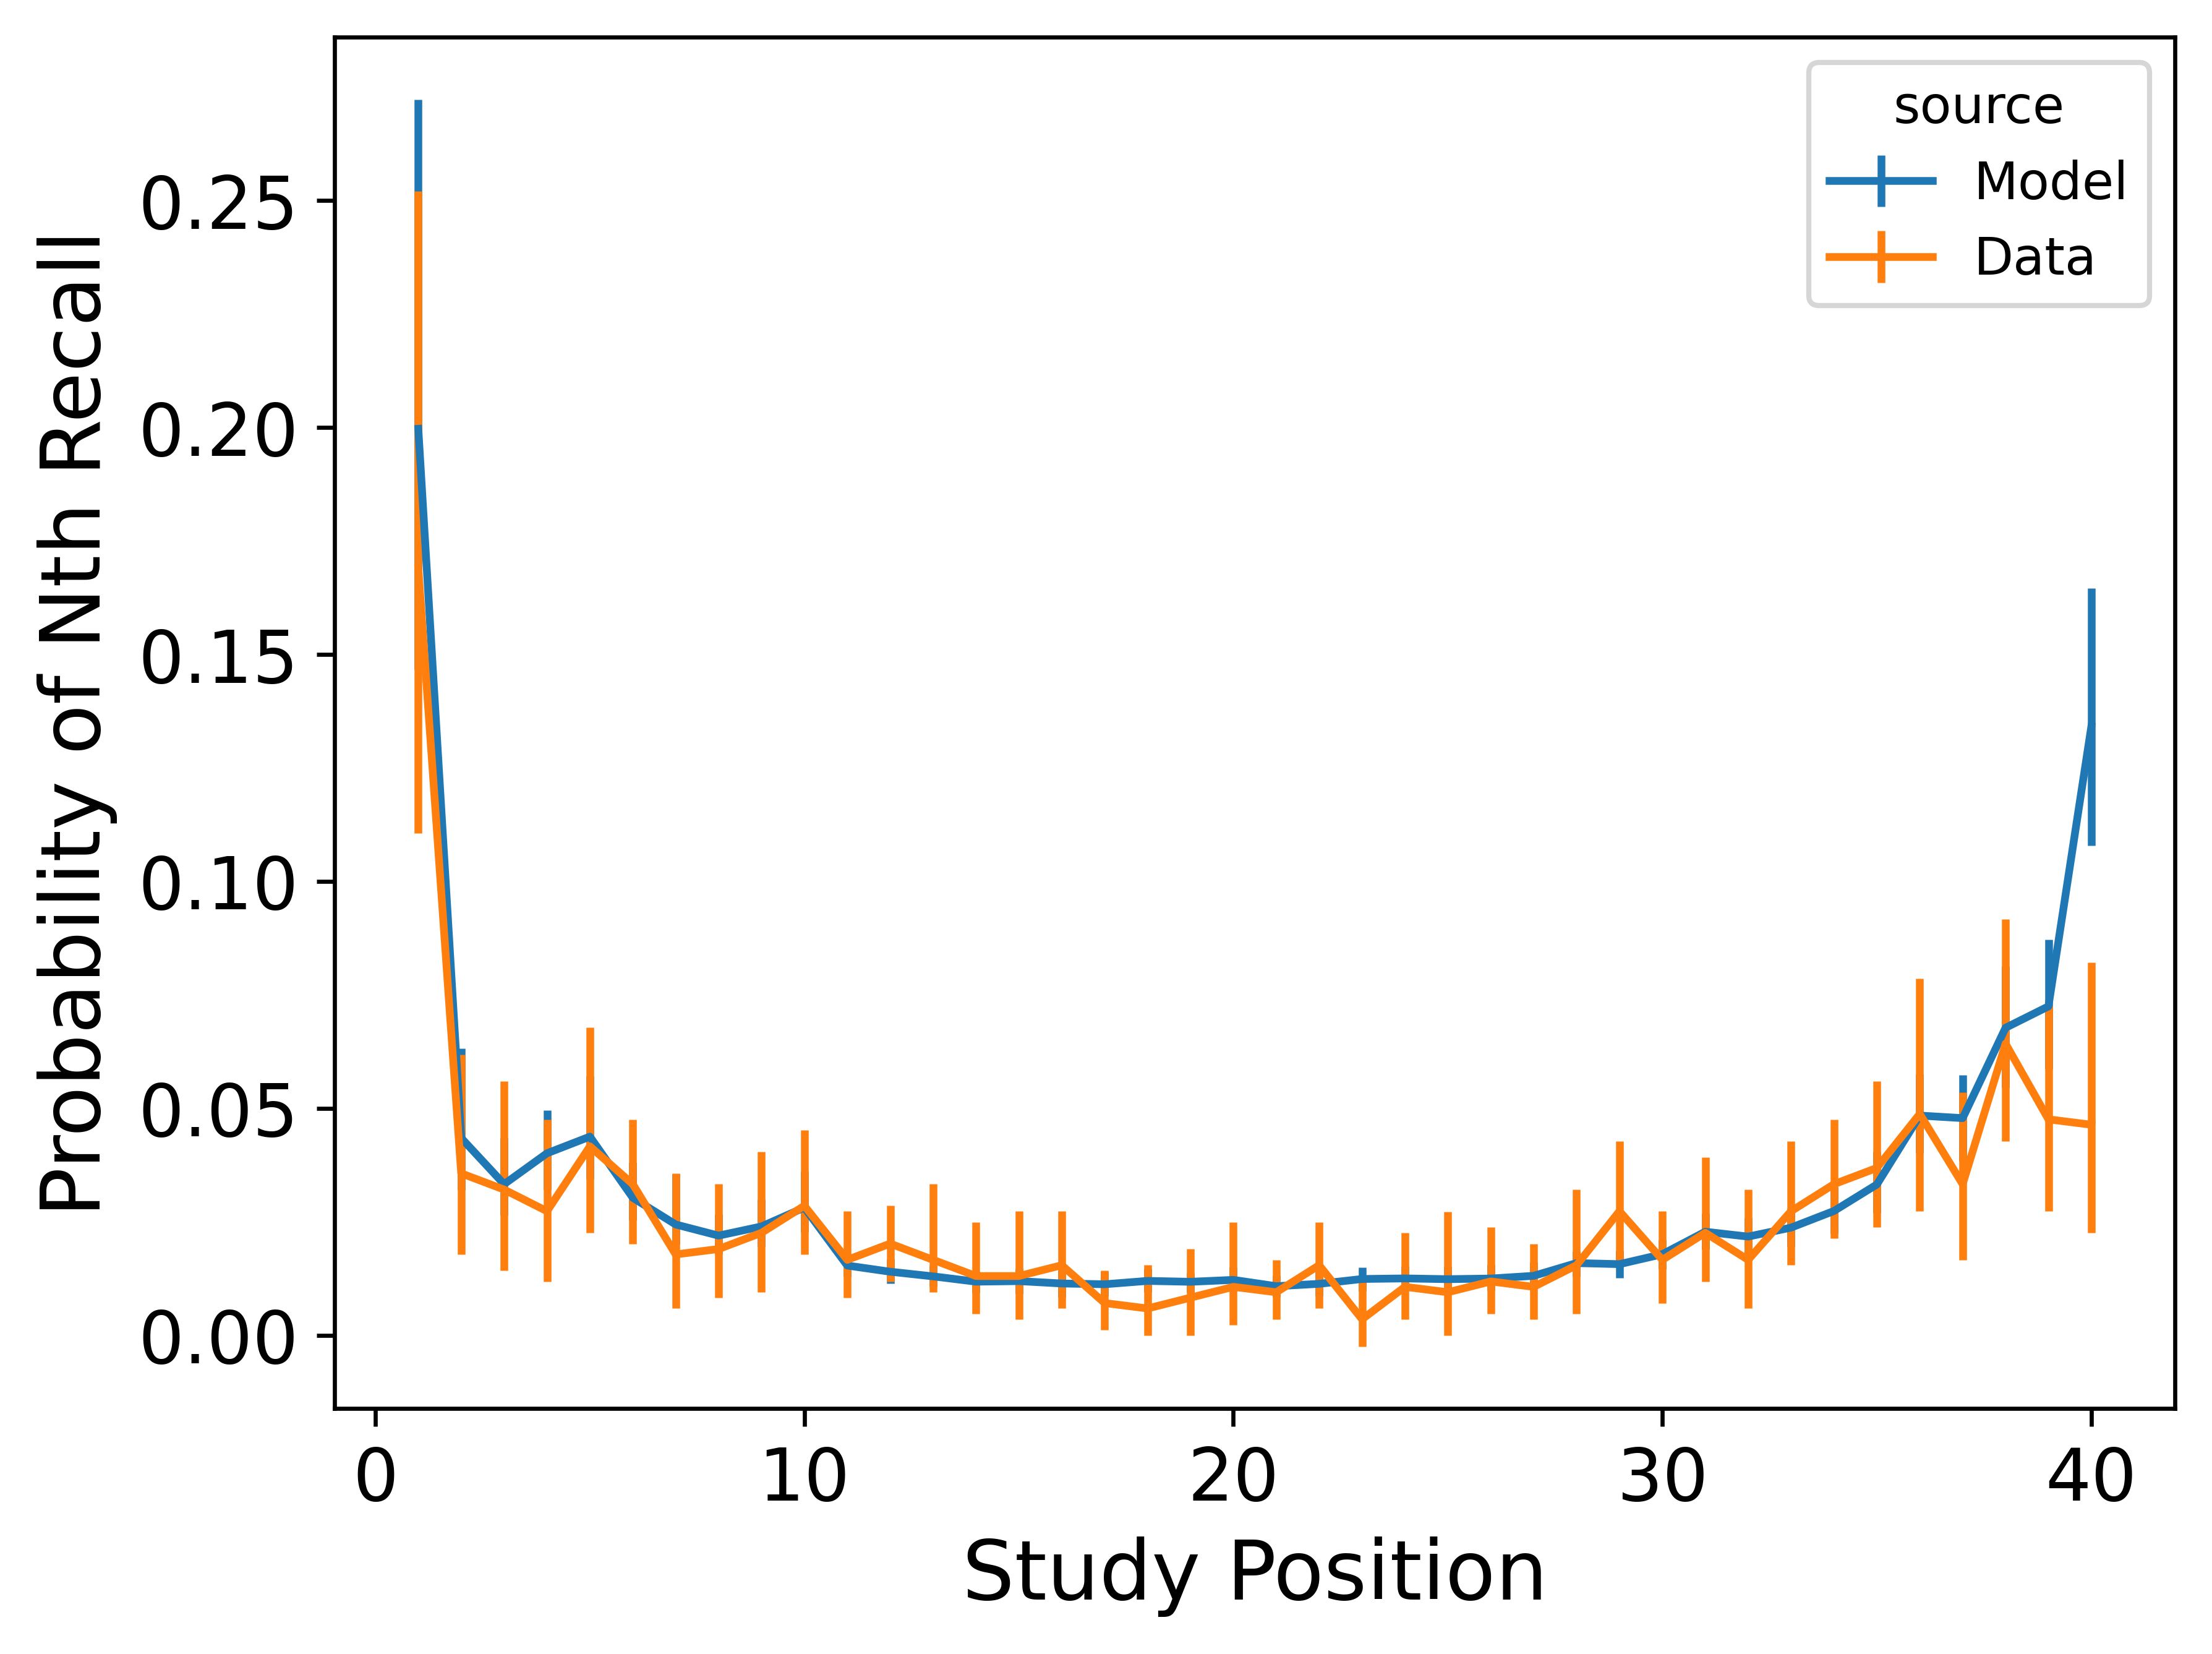 source
Model
Data
Probability of Nth Recall
0.25
0.20
0.15
0.10
0.05
0.00
0 10 20 30 40
Study Position